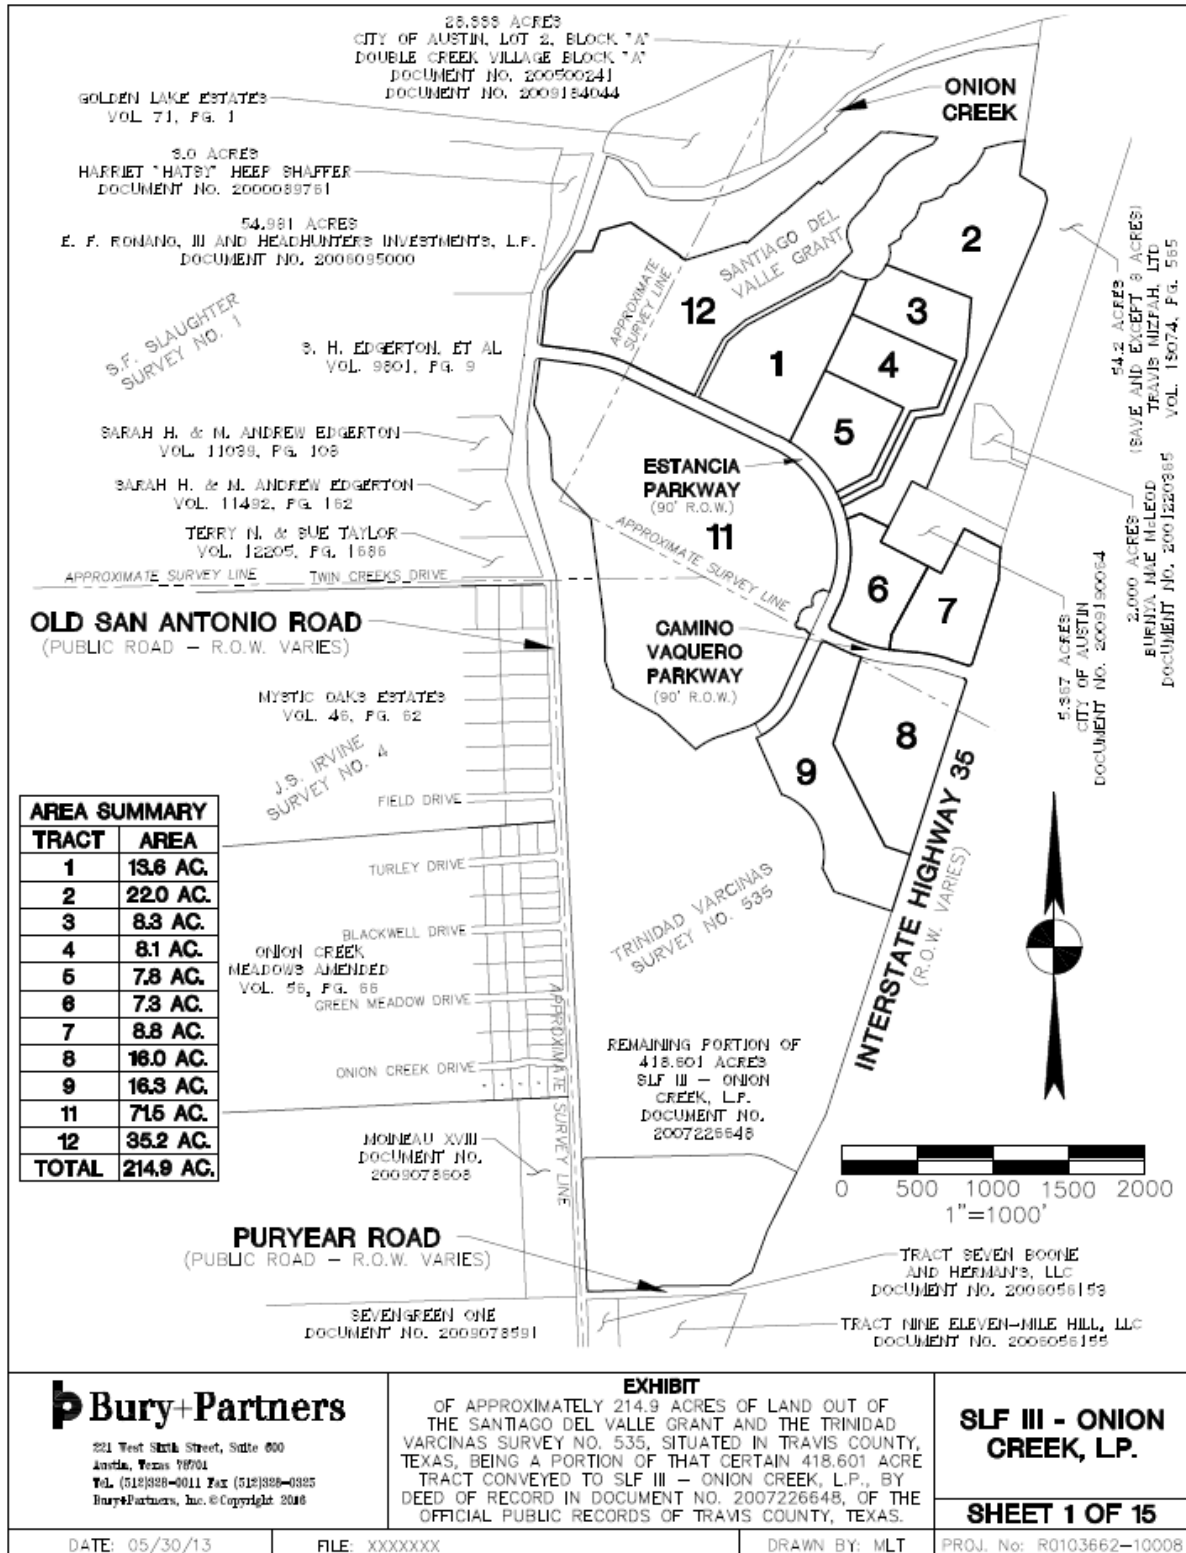 28.888 ACRES
CITY OF AUSTIN, LOT 2, BLOCK "A"
DOUBLE CREEK VILLAGE BLOCK "A"
DOCUMENT NO. 200500241
DOCUMENT NO. 2009184044
GOLDEN LAKE ESTATES
VOL. 71, PG. 1
ONION
CREEK
3.0 ACRES
HARRIET "HATSY" HEEP SHAFFER
DOCUMENT NO. 2000089761
54.981 ACRES
E. F. ROMANO, III AND HEADHUNTERS INVESTMENTS, L.P.
DOCUMENT NO. 2006095000
S.F. SLAUGHTER
SURVEY NO. 1
S. H. EDGERTON, ET AL
VOL. 9801, PG. 9
SARAH H. & M. ANDREW EDGERTON
VOL. 11039, PG. 108
SARAH H. & M. ANDREW EDGERTON
VOL. 11492, PG. 162
TERRY N. & SUE TAYLOR
VOL. 12205, PG. 1686
APPROXIMATE SURVEY LINE
TWIN CREEKS DRIVE
APPROXIMATE
SURVEY LINE
SANTIAGO DEL
VALLE GRANT
12
1
2
3
4
5
ESTANCIA
PARKWAY
(90' R.O.W.)
11
APPROXIMATE SURVEY LINE
6
7
CAMINO
VAQUERO
PARKWAY
(90' R.O.W.)
8
9
54.2 ACRES
(SAVE AND EXCEPT 8 ACRES)
TRAVIS MIZPAH, LTD
VOL. 13074, PG. 565
2.000 ACRES
BURNYA MAE McLEOD
DOCUMENT NO. 2001220365
5.367 ACRES
CITY OF AUSTIN
DOCUMENT NO. 2009190064
OLD SAN ANTONIO ROAD
(PUBLIC ROAD – R.O.W. VARIES)
MYSTIC OAKS ESTATES
VOL. 46, PG. 62
J.S. IRVINE
SURVEY NO. 4
FIELD DRIVE
TURLEY DRIVE
BLACKWELL DRIVE
ONION CREEK
MEADOWS AMENDED
VOL. 56, PG. 66
GREEN MEADOW DRIVE
ONION CREEK DRIVE
APPROXIMATE SURVEY LINE
TRINIDAD VARCINAS
SURVEY NO. 535
INTERSTATE HIGHWAY 35
(R.O.W. VARIES)
AREA SUMMARY
TRACT AREA
1 13.6 AC.
2 22.0 AC.
3 8.3 AC.
4 8.1 AC.
5 7.8 AC.
6 7.3 AC.
7 8.8 AC.
8 16.0 AC.
9 16.3 AC.
11 71.5 AC.
12 35.2 AC.
TOTAL 214.9 AC.
REMAINING PORTION OF
418.601 ACRES
SLF III – ONION
CREEK, L.P.
DOCUMENT NO.
2007226648
MOINEAU XVIII
DOCUMENT NO.
2009078608
0 500 1000 1500 2000
1"=1000'
PURYEAR ROAD
(PUBLIC ROAD – R.O.W. VARIES)
TRACT SEVEN BOONE
AND HERMAN'S, LLC
DOCUMENT NO. 2006056153
SEVENGREEN ONE
DOCUMENT NO. 2009078591
TRACT NINE ELEVEN-MILE HILL, LLC
DOCUMENT NO. 2006056155
Bury+Partners
221 West Sixth Street, Suite 600
Austin, Texas 78701
Tel. (512)328-0011 Fax (512)328-0325
Bury+Partners, Inc. ©Copyright 2016
EXHIBIT
OF APPROXIMATELY 214.9 ACRES OF LAND OUT OF
THE SANTIAGO DEL VALLE GRANT AND THE TRINIDAD
VARCINAS SURVEY NO. 535, SITUATED IN TRAVIS COUNTY,
TEXAS, BEING A PORTION OF THAT CERTAIN 418.601 ACRE
TRACT CONVEYED TO SLF III – ONION CREEK, L.P., BY
DEED OF RECORD IN DOCUMENT NO. 2007226648, OF THE
OFFICIAL PUBLIC RECORDS OF TRAVIS COUNTY, TEXAS.
SLF III - ONION
CREEK, L.P.
SHEET 1 OF 15
DATE: 05/30/13
FILE: XXXXXXX
DRAWN BY: MLT
PROJ. No: R0103662-10008